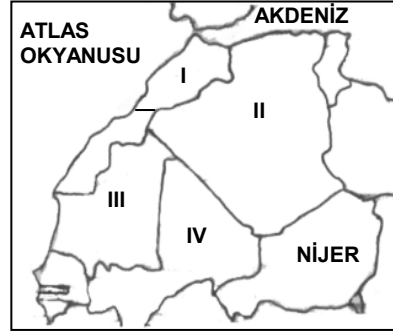 AKDENİZ
ATLAS
OKYANUSU
I
II
III
IV
NİJER